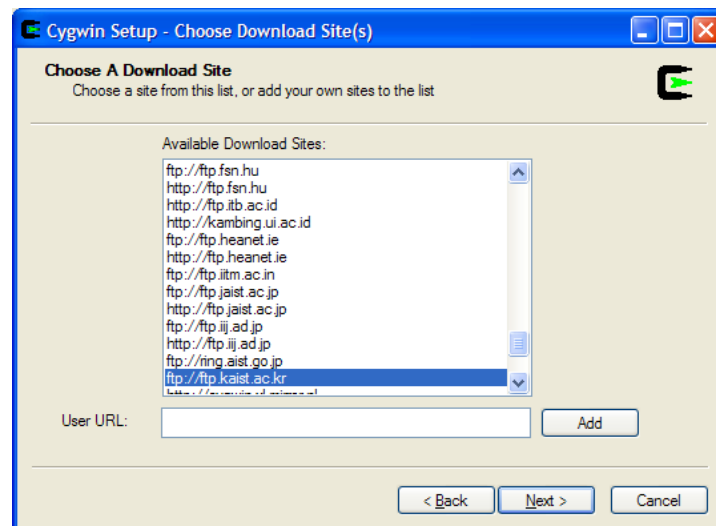 Cygwin Setup - Choose Download Site(s)
Choose A Download Site
Choose a site from this list, or add your own sites to the list
Available Download Sites:
ftp://ftp.fsn.hu
http://ftp.fsn.hu
ftp://ftp.itb.ac.id
http://kambing.ui.ac.id
ftp://ftp.heanet.ie
http://ftp.heanet.ie
ftp://ftp.iitm.ac.in
ftp://ftp.jaist.ac.jp
http://ftp.jaist.ac.jp
ftp://ftp.iij.ad.jp
http://ftp.iij.ad.jp
ftp://ring.aist.go.jp
ftp://ftp.kaist.ac.kr
User URL:
Add
< Back
Next >
Cancel